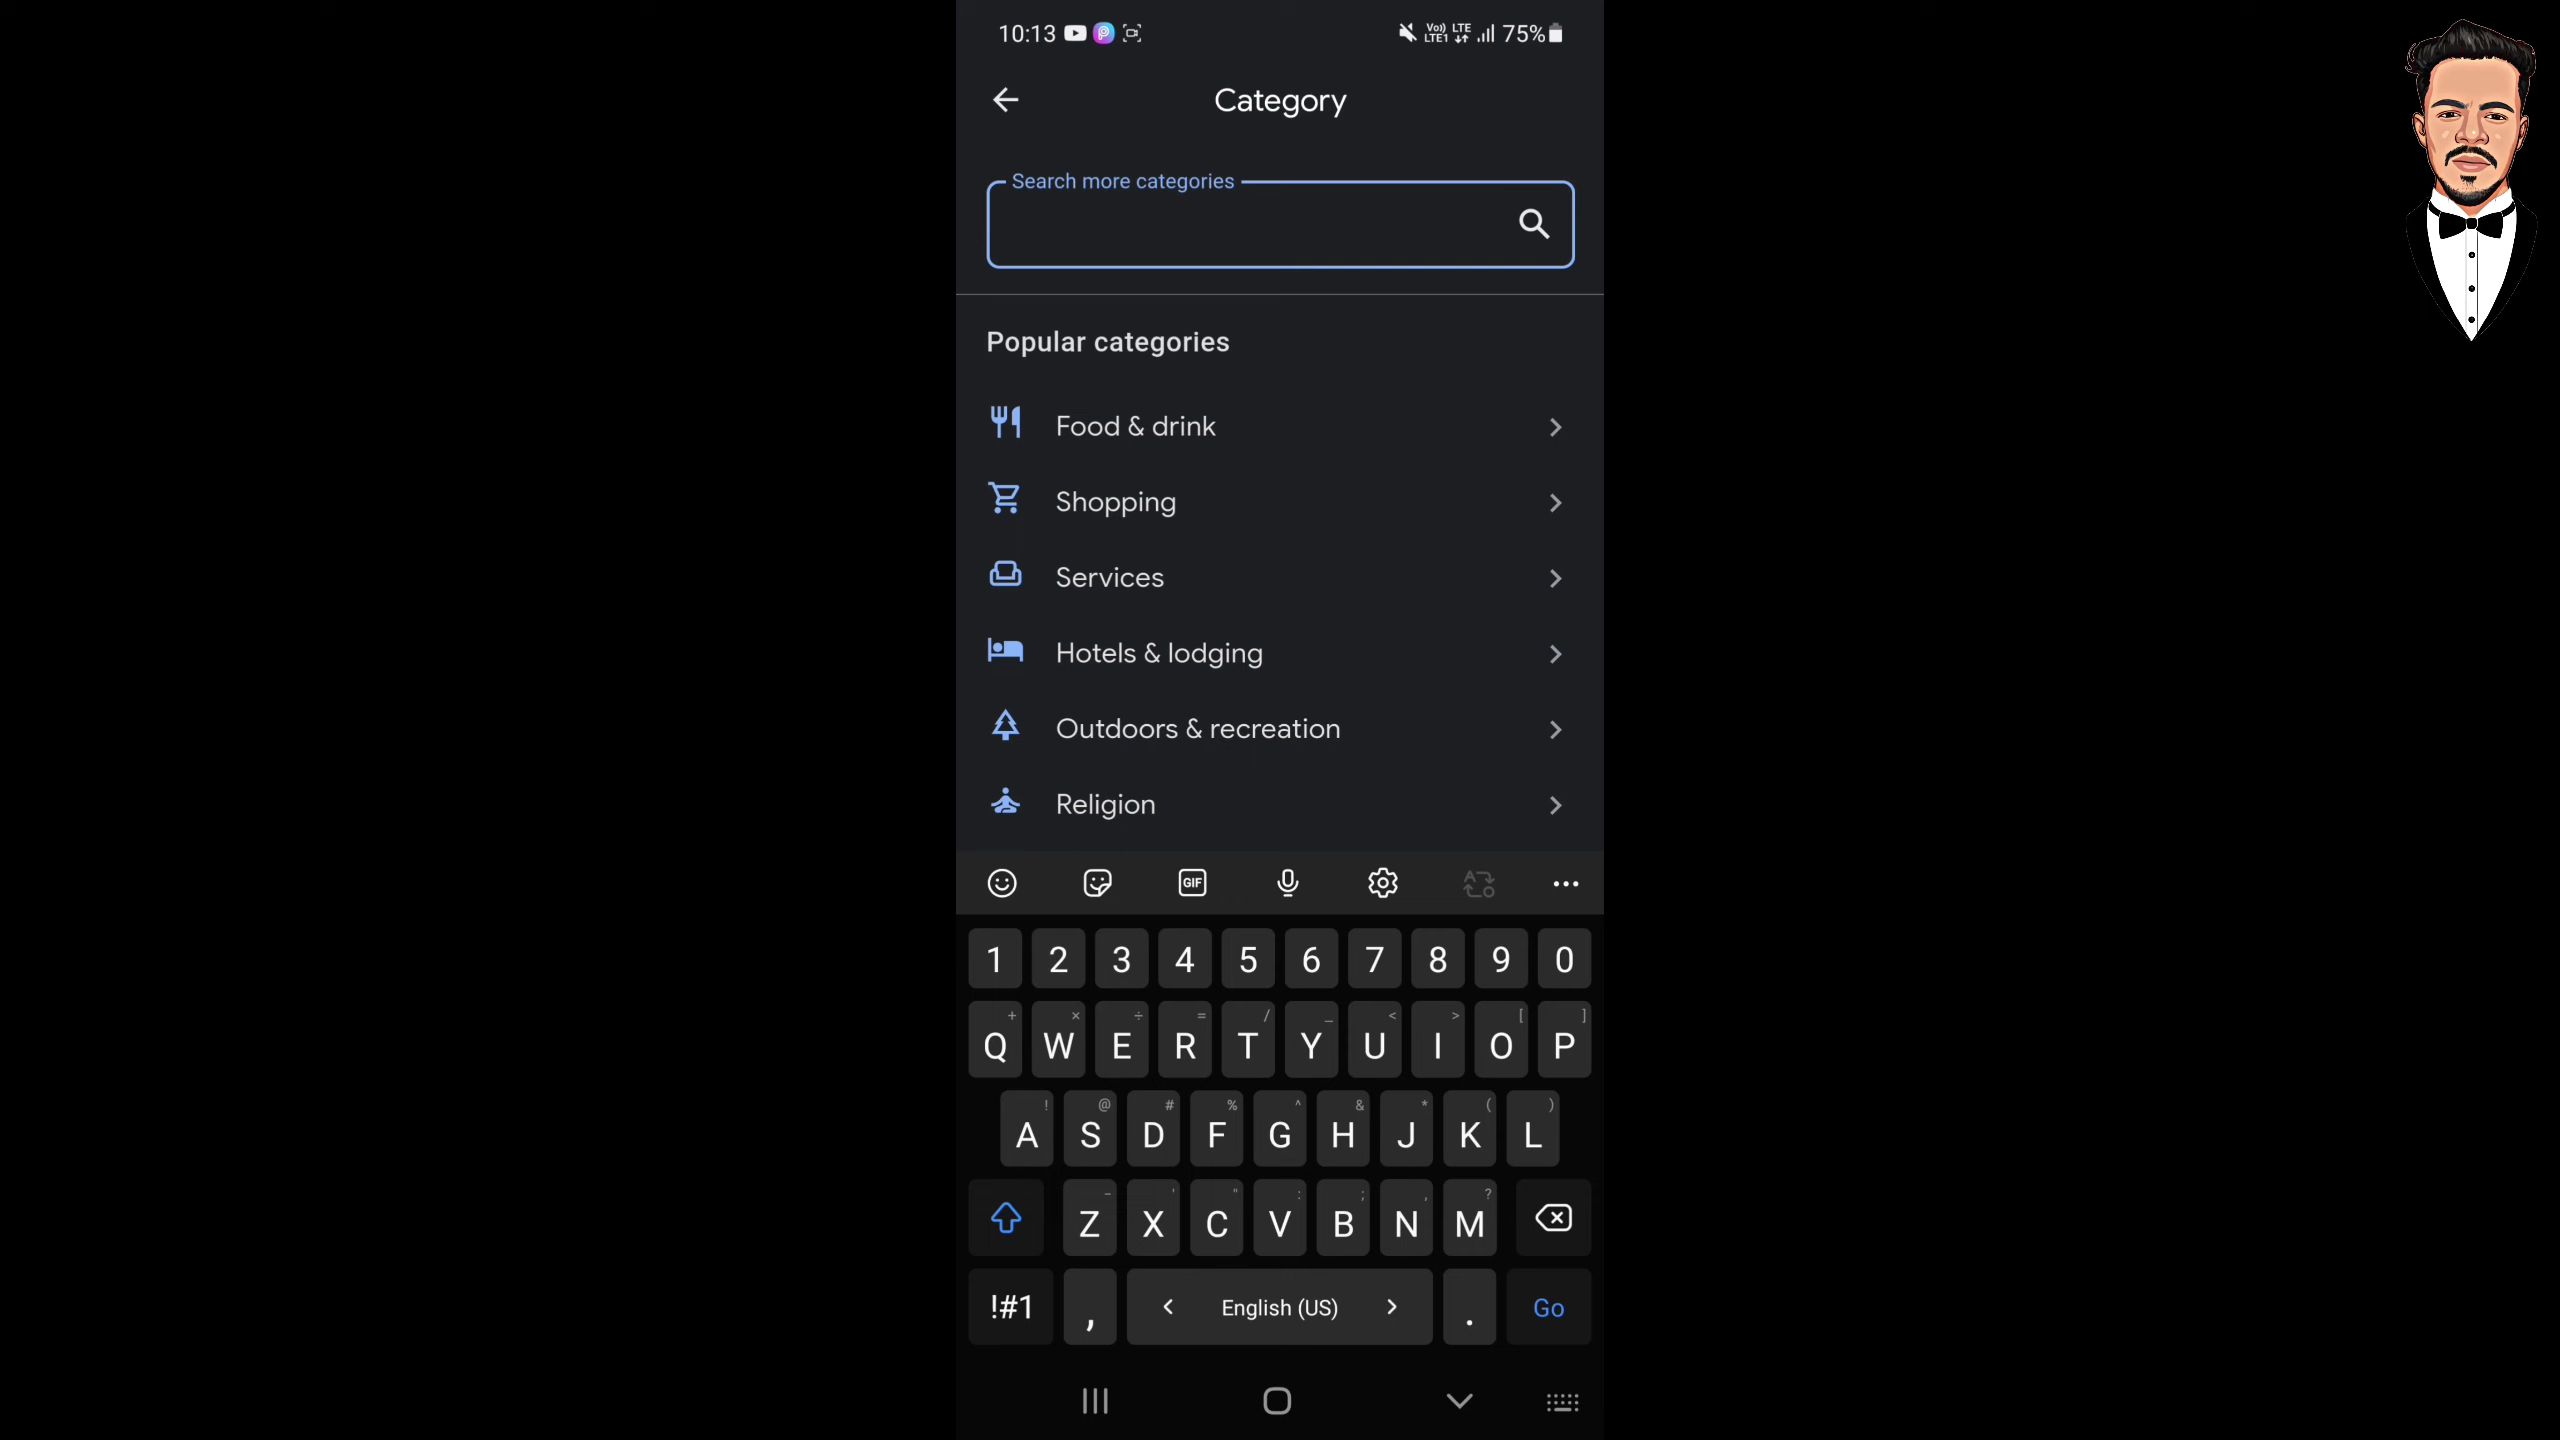 10:13 75%
Category
Search more categories
Popular categories
Food & drink
Shopping
Services
Hotels & lodging
Outdoors & recreation
Religion
GIF
1 2 3 4 5 6 7 8 9 0
+ × ÷ = / _ < > [ ]
Q W E R T Y U I O P
! @ # % ^ & * ( )
A S D F G H J K L
- ' " : ; , ?
Z X C V B N M
!#1 , < English (US) > . Go